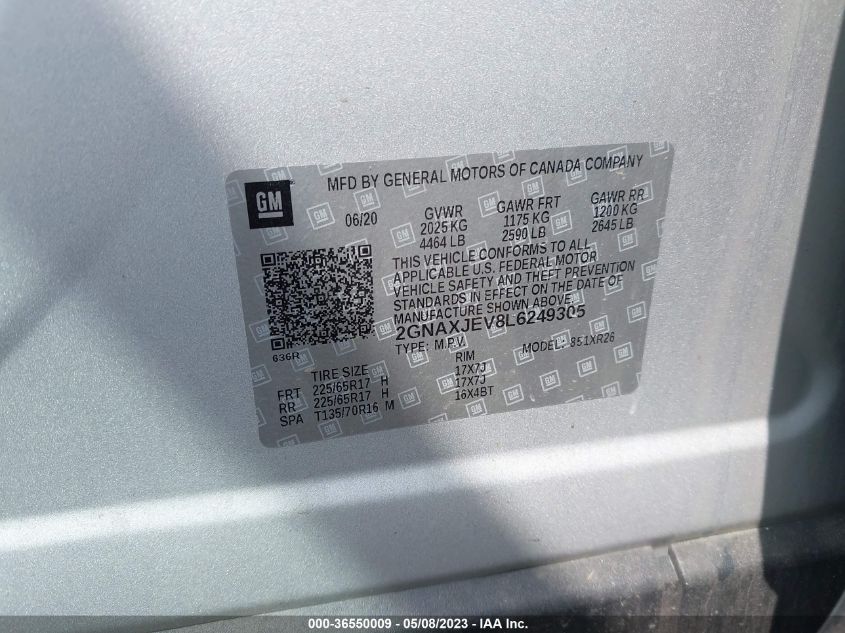 GM
MFD BY GENERAL MOTORS OF CANADA COMPANY
06/20
GVWR
2025 KG
4464 LB
GAWR FRT
1175 KG
2590 LB
GAWR RR
1200 KG
2645 LB
THIS VEHICLE CONFORMS TO ALL
APPLICABLE U.S. FEDERAL MOTOR
VEHICLE SAFETY AND THEFT PREVENTION
STANDARDS IN EFFECT ON THE DATE OF
MANUFACTURE SHOWN ABOVE.
2GNAXJEV8L6249305
TYPE: M.P.V. MODEL: 851XR26
636R
TIRE SIZE RIM
FRT 225/65R17 H 17X7J
RR 225/65R17 H 17X7J
SPA T135/70R16 M 16X4BT
000-36550009 - 05/08/2023 - IAA Inc.